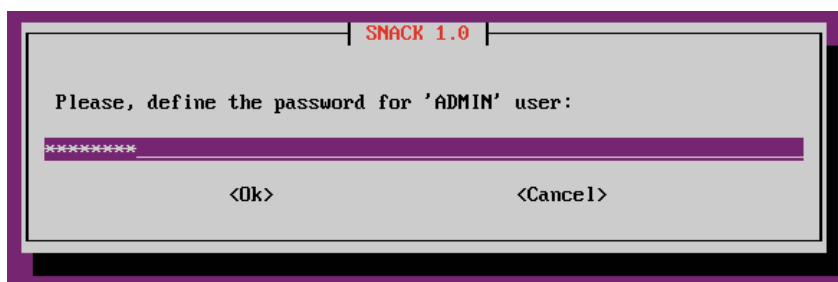 SNACK 1.0
Please, define the password for 'ADMIN' user:
********
<Ok> <Cancel>